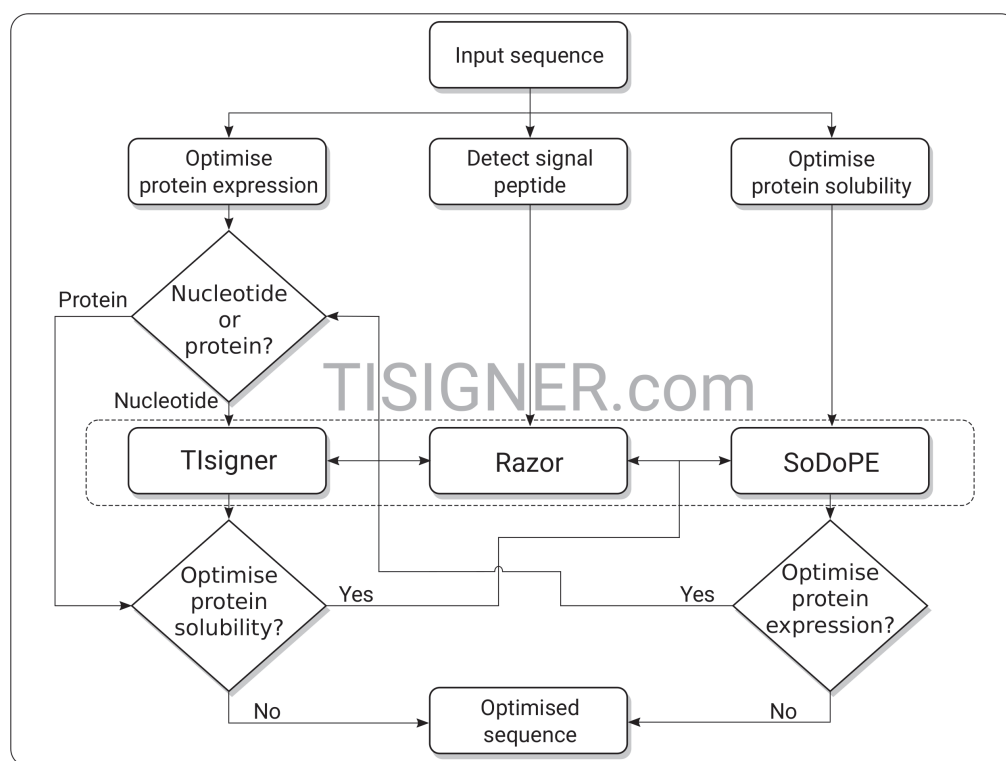 Input sequence
Optimise
protein expression
Detect signal
peptide
Optimise
protein solubility
Protein
Nucleotide
or
protein?
TISIGNER.com
Nucleotide
TIsigner
Razor
SoDoPE
Optimise
protein
solubility?
Yes
Yes
Optimise
protein
expression?
No
Optimised
sequence
No